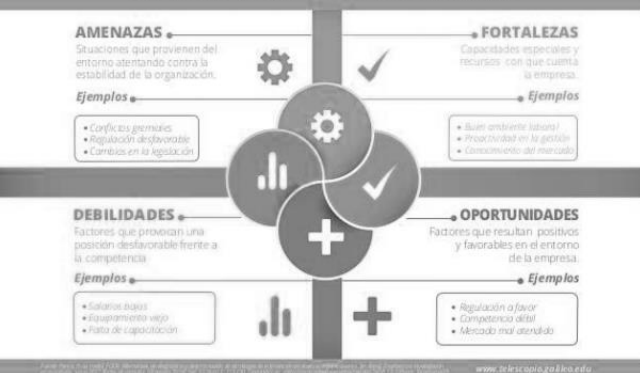 AMENAZAS
Situaciones que provienen del
entorno atentando contra la
estabilidad de la organización.
Ejemplos
• Conflictos gremiales
• Regulación desfavorable
• Cambios en la legislación
FORTALEZAS
Capacidades especiales y
recursos con que cuenta
la empresa.
Ejemplos
• Buen ambiente laboral
• Proactividad en la gestión
• Conocimiento del mercado
DEBILIDADES
Factores que provocan una
posición desfavorable frente a
la competencia
Ejemplos
• Salarios bajos
• Equipamiento viejo
• Falta de capacitación
OPORTUNIDADES
Factores que resultan positivos
y favorables en el entorno
de la empresa.
Ejemplos
• Regulación a favor
• Competencia débil
• Mercado mal atendido
www.telescopio.galileo.edu